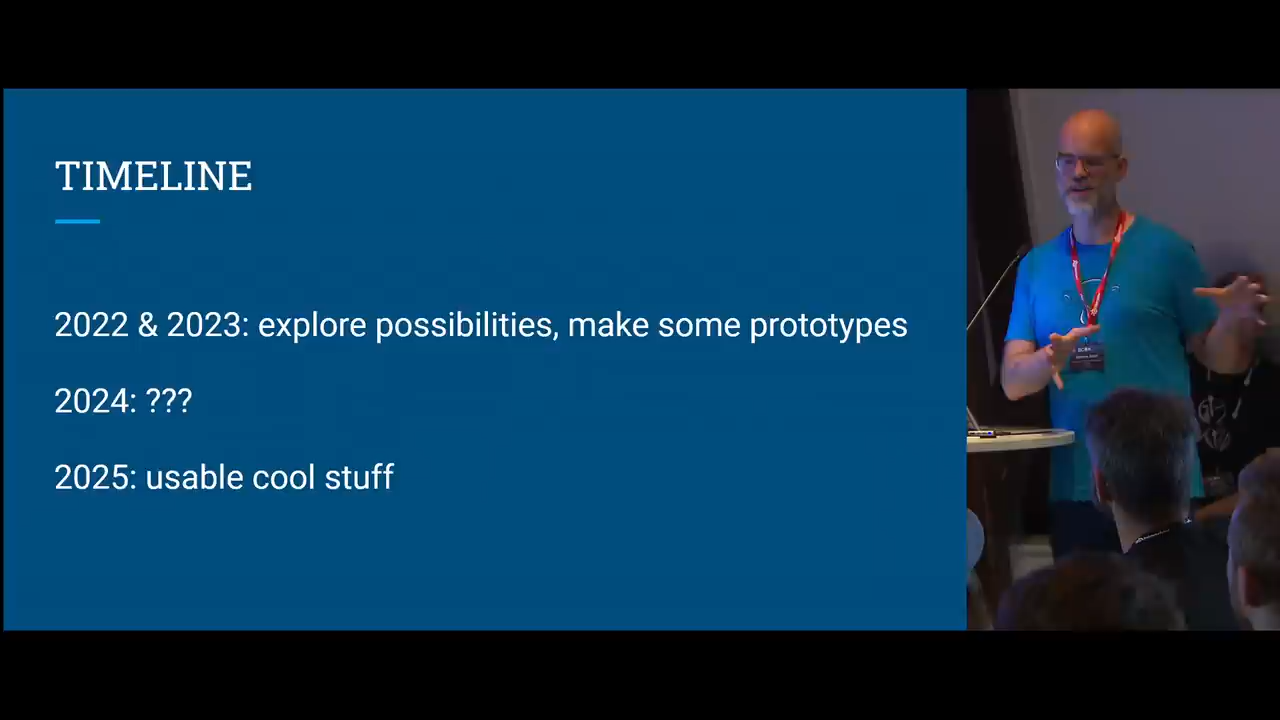 TIMELINE
2022 & 2023: explore possibilities, make some prototypes
2024: ???
2025: usable cool stuff